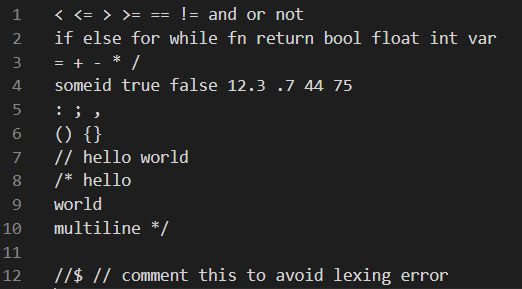 1 < <= > >= == != and or not
2 if else for while fn return bool float int var
3 = + - * /
4 someid true false 12.3 .7 44 75
5 : ; ,
6 () {}
7 // hello world
8 /* hello
9 world
10 multiline */
11
12 //$ // comment this to avoid lexing error